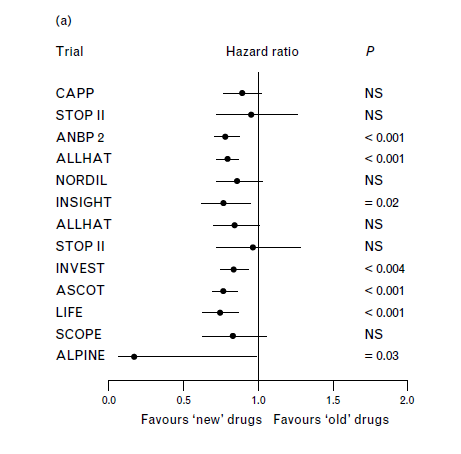 (a)
Trial Hazard ratio P
CAPP NS
STOP II NS
ANBP 2 < 0.001
ALLHAT < 0.001
NORDIL NS
INSIGHT = 0.02
ALLHAT NS
STOP II NS
INVEST < 0.004
ASCOT < 0.001
LIFE < 0.001
SCOPE NS
ALPINE = 0.03
0.0 0.5 1.0 1.5 2.0
Favours ‘new’ drugs Favours ‘old’ drugs